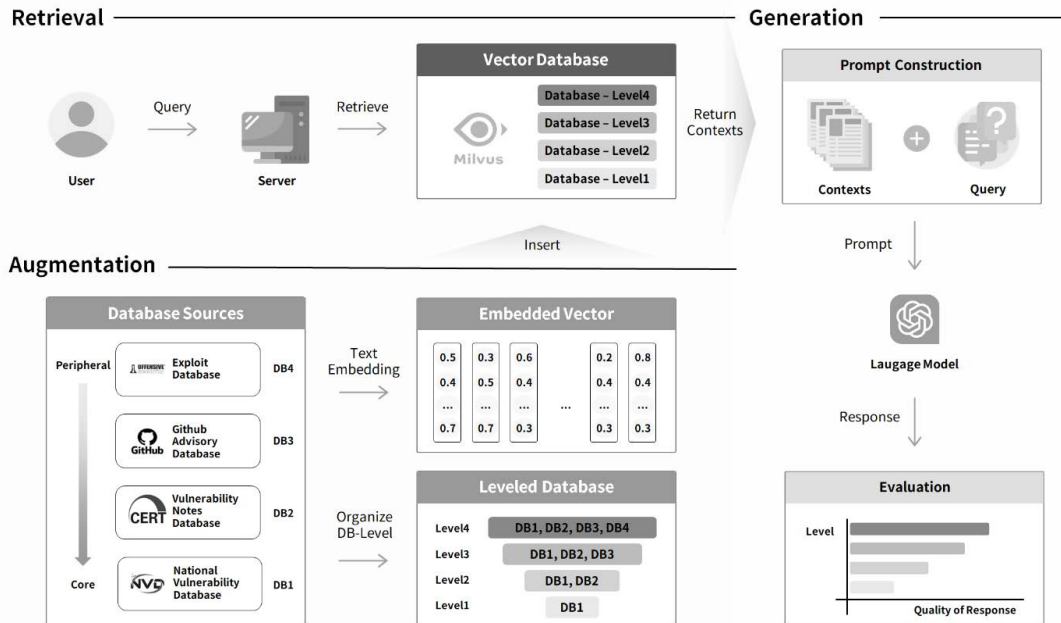 Retrieval
Generation
Query
User
Server
Retrieve
Vector Database
Milvus
Database – Level4
Database – Level3
Database – Level2
Database – Level1
Return
Contexts
Prompt Construction
Contexts
Query
Insert
Prompt
Laugage Model
Response
Augmentation
Database Sources
Peripheral
Core
OFFENSIVE
Exploit
Database
DB4
GitHub
Github
Advisory
Database
DB3
CERT
Vulnerability
Notes
Database
DB2
NVD
National
Vulnerability
Database
DB1
Text
Embedding
Organize
DB-Level
Embedded Vector
0.5 0.3 0.6 0.2 0.8
0.4 0.5 0.4 0.4 0.4
... ... ... ... ... ...
0.7 0.7 0.3 0.3 0.3
Leveled Database
Level4 DB1, DB2, DB3, DB4
Level3 DB1, DB2, DB3
Level2 DB1, DB2
Level1 DB1
Evaluation
Level
Quality of Response